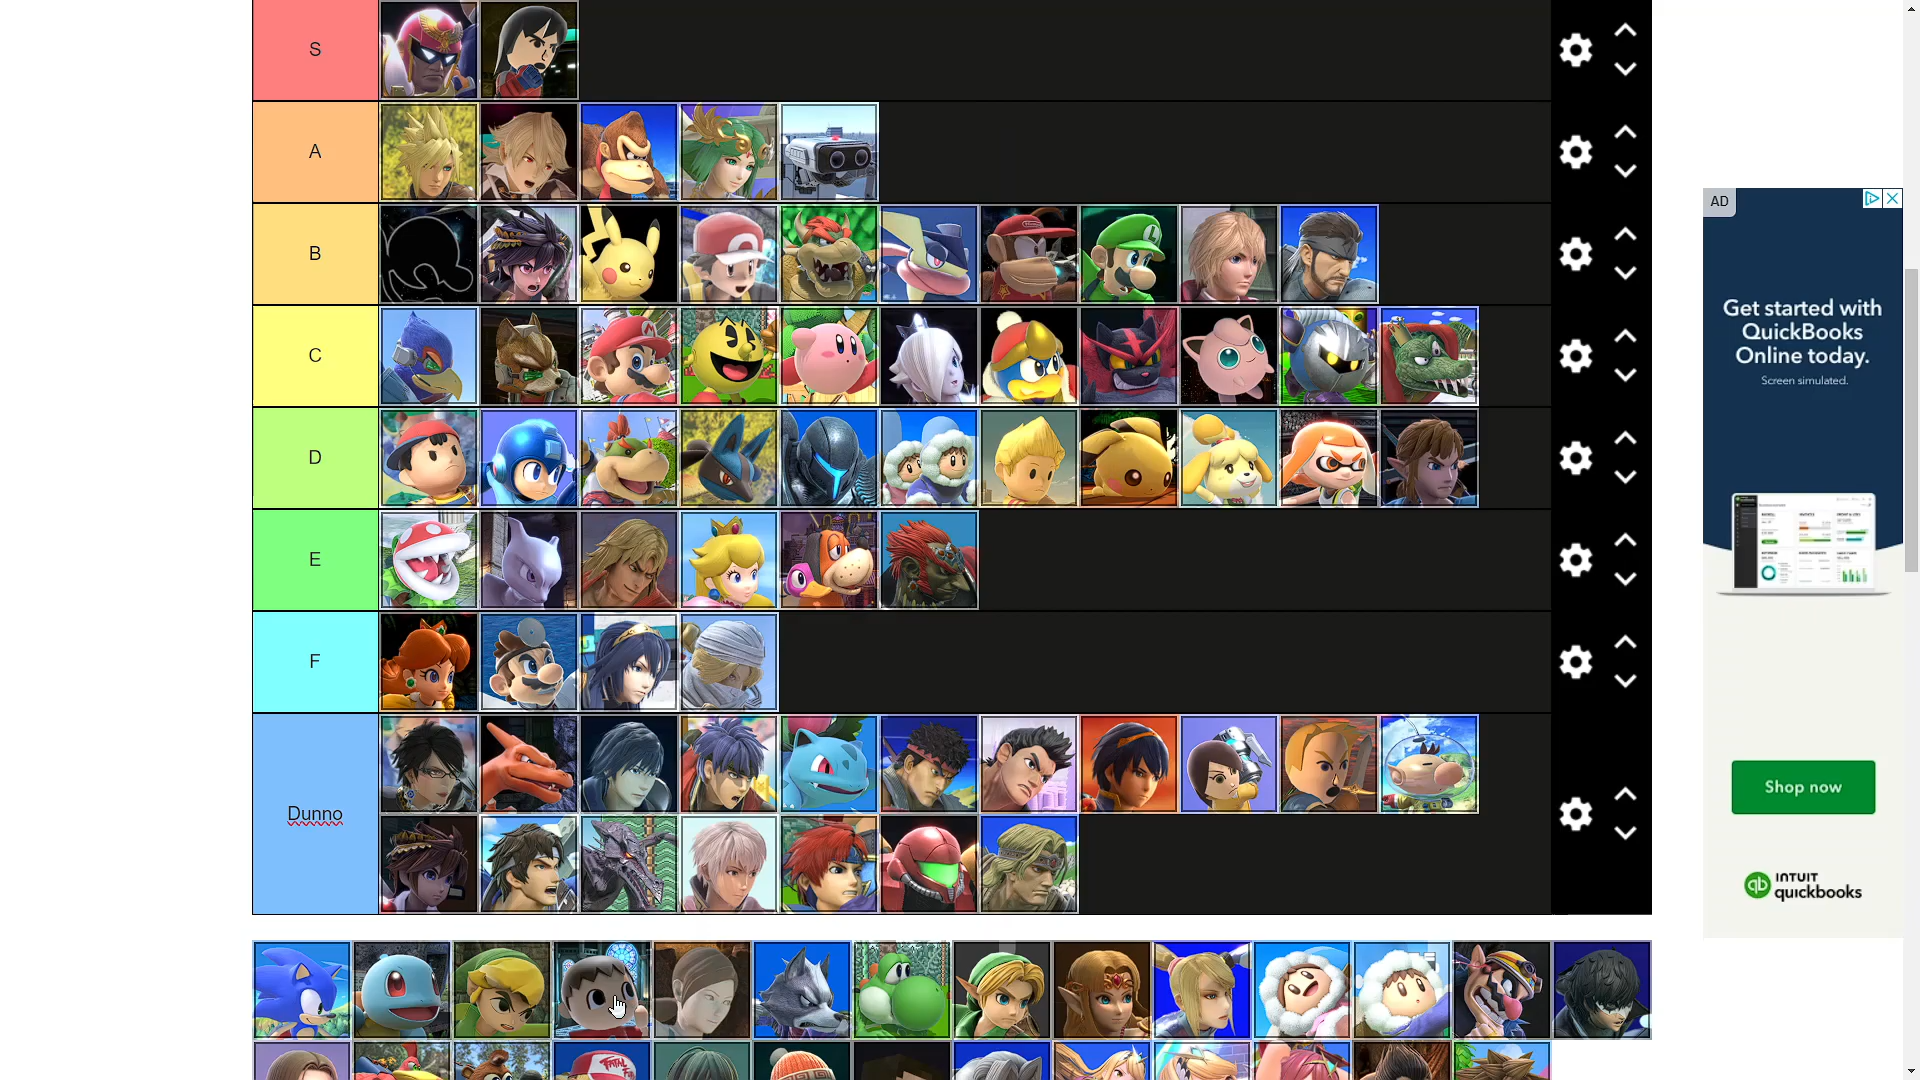 S
A
B
C
D
E
F
Dunno
AD
Get started with
QuickBooks
Online today.
Screen simulated.
Shop now
INTUIT
quickbooks